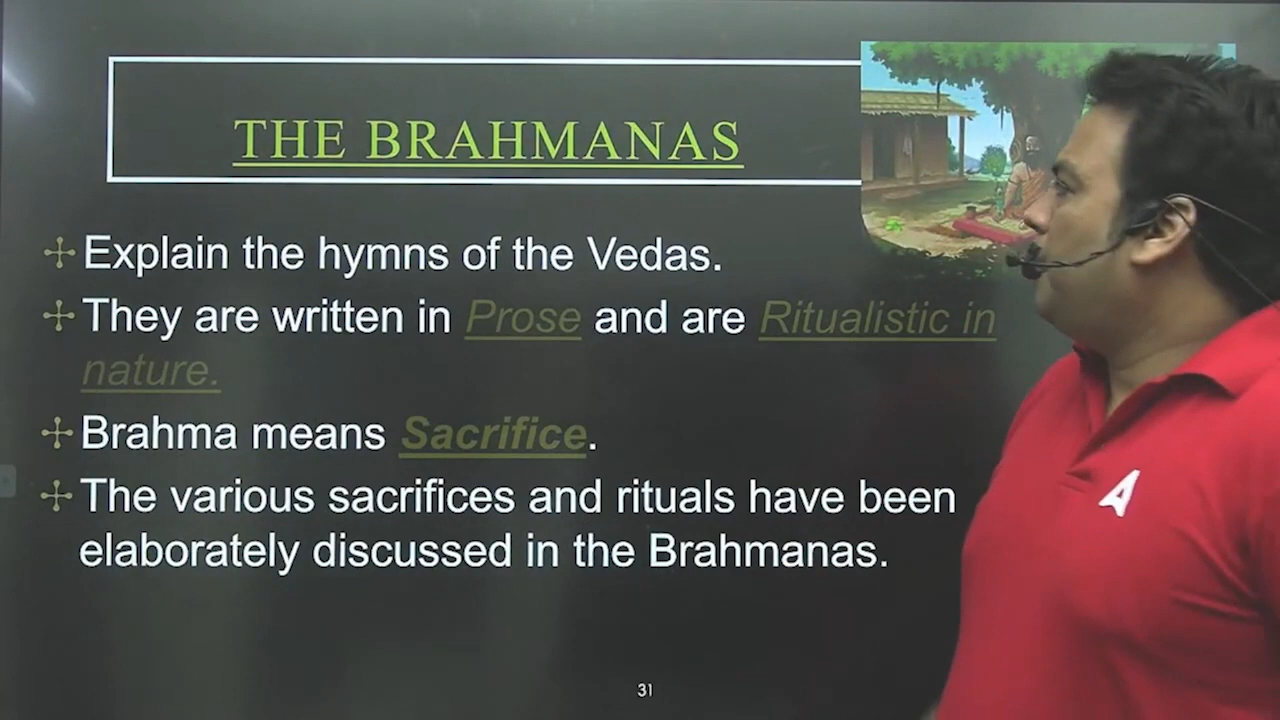 THE BRAHMANAS
Explain the hymns of the Vedas.
They are written in Prose and are Ritualistic in
nature.
Brahma means Sacrifice.
The various sacrifices and rituals have been
elaborately discussed in the Brahmanas.
A
31